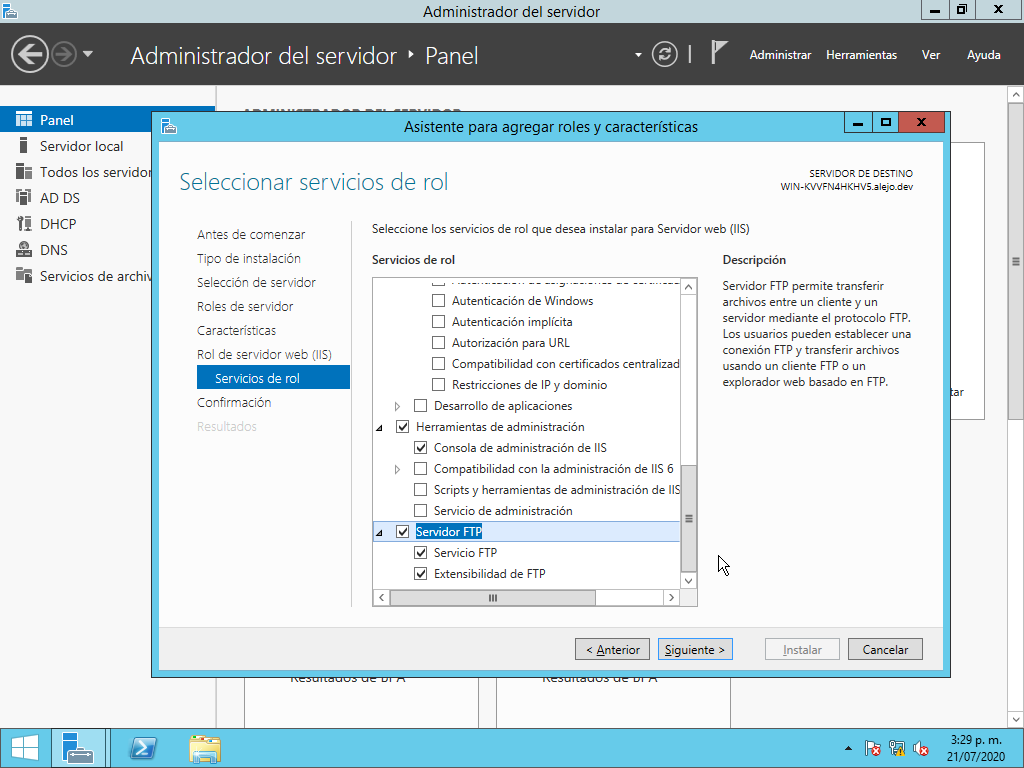 Administrador del servidor
Administrador del servidor
Panel
Administrar
Herramientas
Ver
Ayuda
Panel
Servidor local
Todos los servidor
AD DS
DHCP
DNS
Servicios de archiv
ADMINISTRADOR DEL SERVIDOR
Asistente para agregar roles y características
Seleccionar servicios de rol
SERVIDOR DE DESTINO
WIN-KVVFN4HKHV5.alejo.dev
Antes de comenzar
Tipo de instalación
Selección de servidor
Roles de servidor
Características
Rol de servidor web (IIS)
Servicios de rol
Confirmación
Resultados
Seleccione los servicios de rol que desea instalar para Servidor web (IIS)
Servicios de rol
Autenticación de Windows
Autenticación implícita
Autorización para URL
Compatibilidad con certificados centralizad
Restricciones de IP y dominio
Desarrollo de aplicaciones
Herramientas de administración
Consola de administración de IIS
Compatibilidad con la administración de IIS 6
Scripts y herramientas de administración de IIS
Servicio de administración
Servidor FTP
Servicio FTP
Extensibilidad de FTP
Descripción
Servidor FTP permite transferir
archivos entre un cliente y un
servidor mediante el protocolo FTP.
Los usuarios pueden establecer una
conexión FTP y transferir archivos
usando un cliente FTP o un
explorador web basado en FTP.
tar
< Anterior
Siguiente >
Instalar
Cancelar
Resultados de BPA
Resultados de BPA
3:29 p. m.
21/07/2020